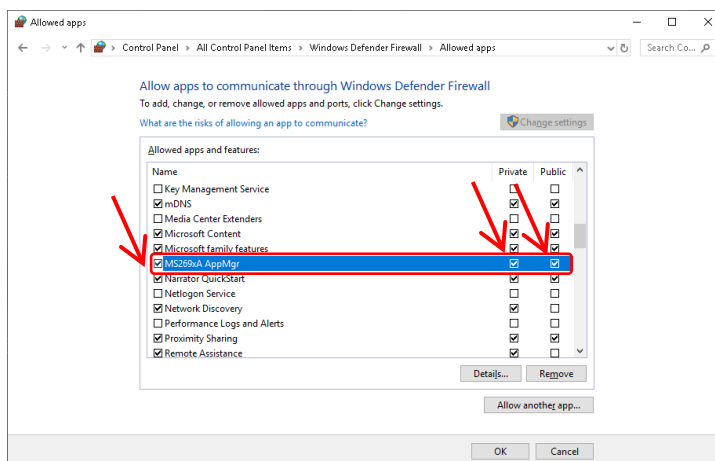 Allowed apps
Control Panel > All Control Panel Items > Windows Defender Firewall > Allowed apps
Search Co...
Allow apps to communicate through Windows Defender Firewall
To add, change, or remove allowed apps and ports, click Change settings.
What are the risks of allowing an app to communicate?
Change settings
Allowed apps and features:
Name Private Public
Key Management Service
mDNS
Media Center Extenders
Microsoft Content
Microsoft family features
MS269xA AppMgr
Narrator QuickStart
Netlogon Service
Network Discovery
Performance Logs and Alerts
Proximity Sharing
Remote Assistance
Details... Remove
Allow another app...
OK Cancel